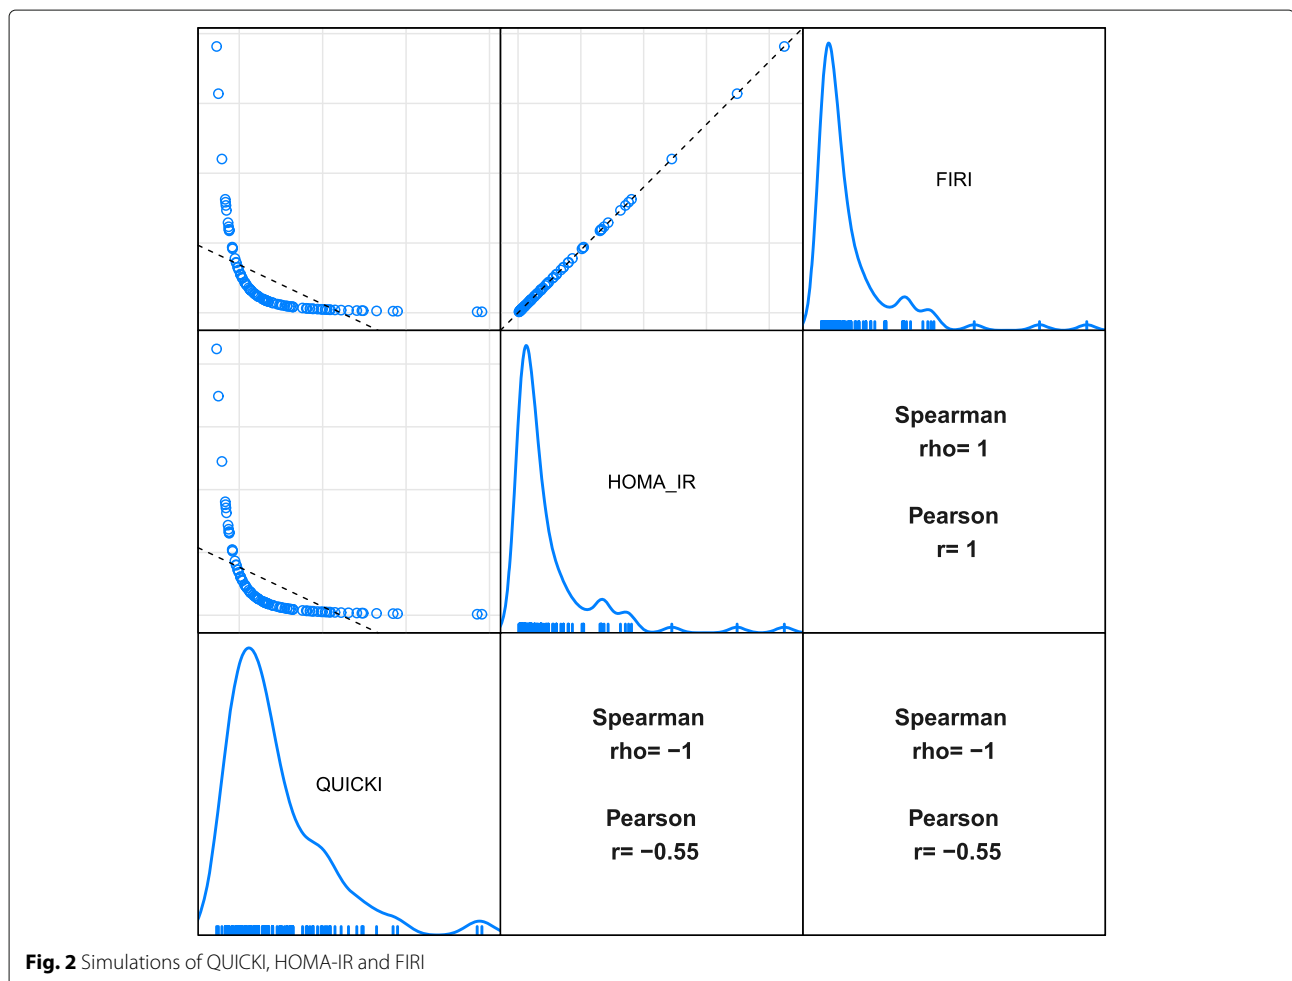 FIRI
HOMA_IR
Spearman
rho= 1
Pearson
r= 1
QUICKI
Spearman
rho= −1
Pearson
r= −0.55
Spearman
rho= −1
Pearson
r= −0.55
Fig. 2 Simulations of QUICKI, HOMA-IR and FIRI